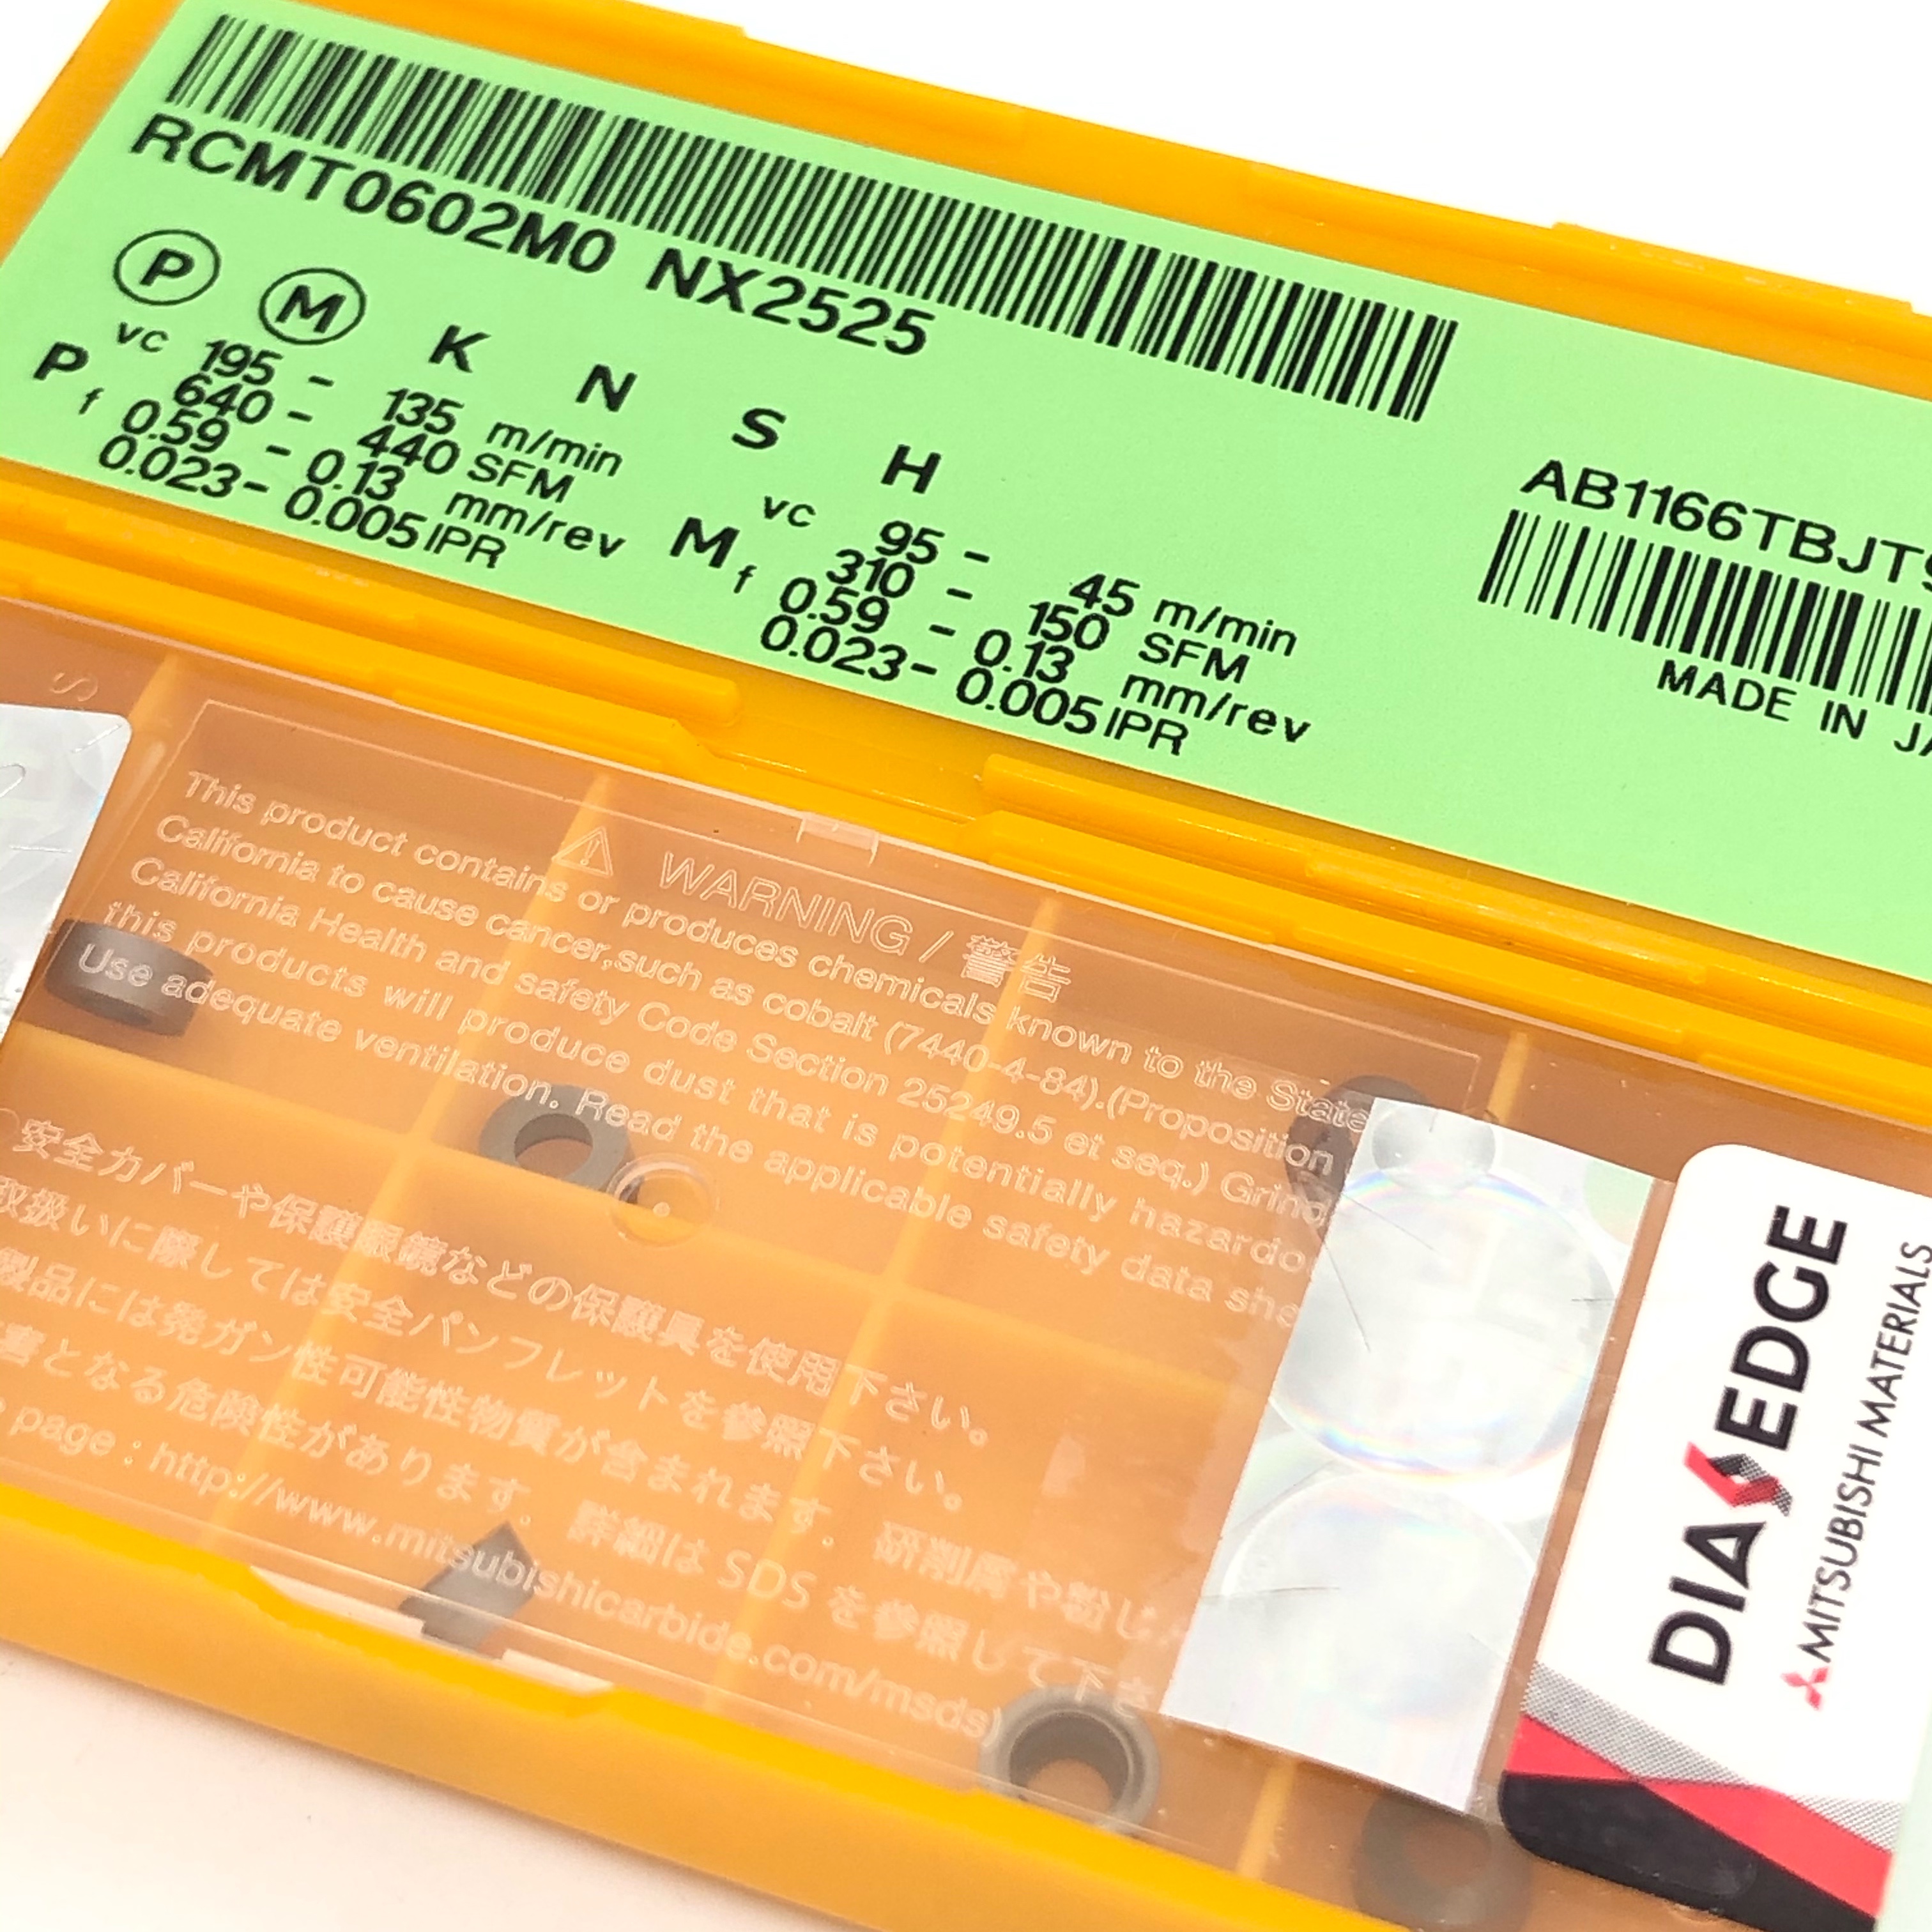 RCMT0602M0 NX2525
P M K N S H
P vc 195 - 135 m/min
640 - 440 SFM
f 0.59 - 0.13 mm/rev
0.023 - 0.005 IPR
M vc 95 - 45 m/min
310 - 150 SFM
f 0.59 - 0.13 mm/rev
0.023 - 0.005 IPR
AB1166TBJT
MADE IN JA
S
WARNING / 警告
This product contains or produces chemicals known to the State
California to cause cancer,such as cobalt (7440-4-84).(Proposition
California Health and safety Code Section 25249.5 et seq.) Grind
this products will produce dust that is potentially hazardo
Use adequate ventilation. Read the applicable safety data she
安全カバーや保護眼鏡などの保護具を使用下さい。
取扱いに際しては安全パンフレットを参照下さい。
製品には発ガン性可能性物質が含まれます. 研削屑や粉じ
害となる危険性があります. 詳細は SDS を参照して下さ
page : http://www.mitsubishicarbide.com/msds)
DIAEDGE
MITSUBISHI MATERIALS